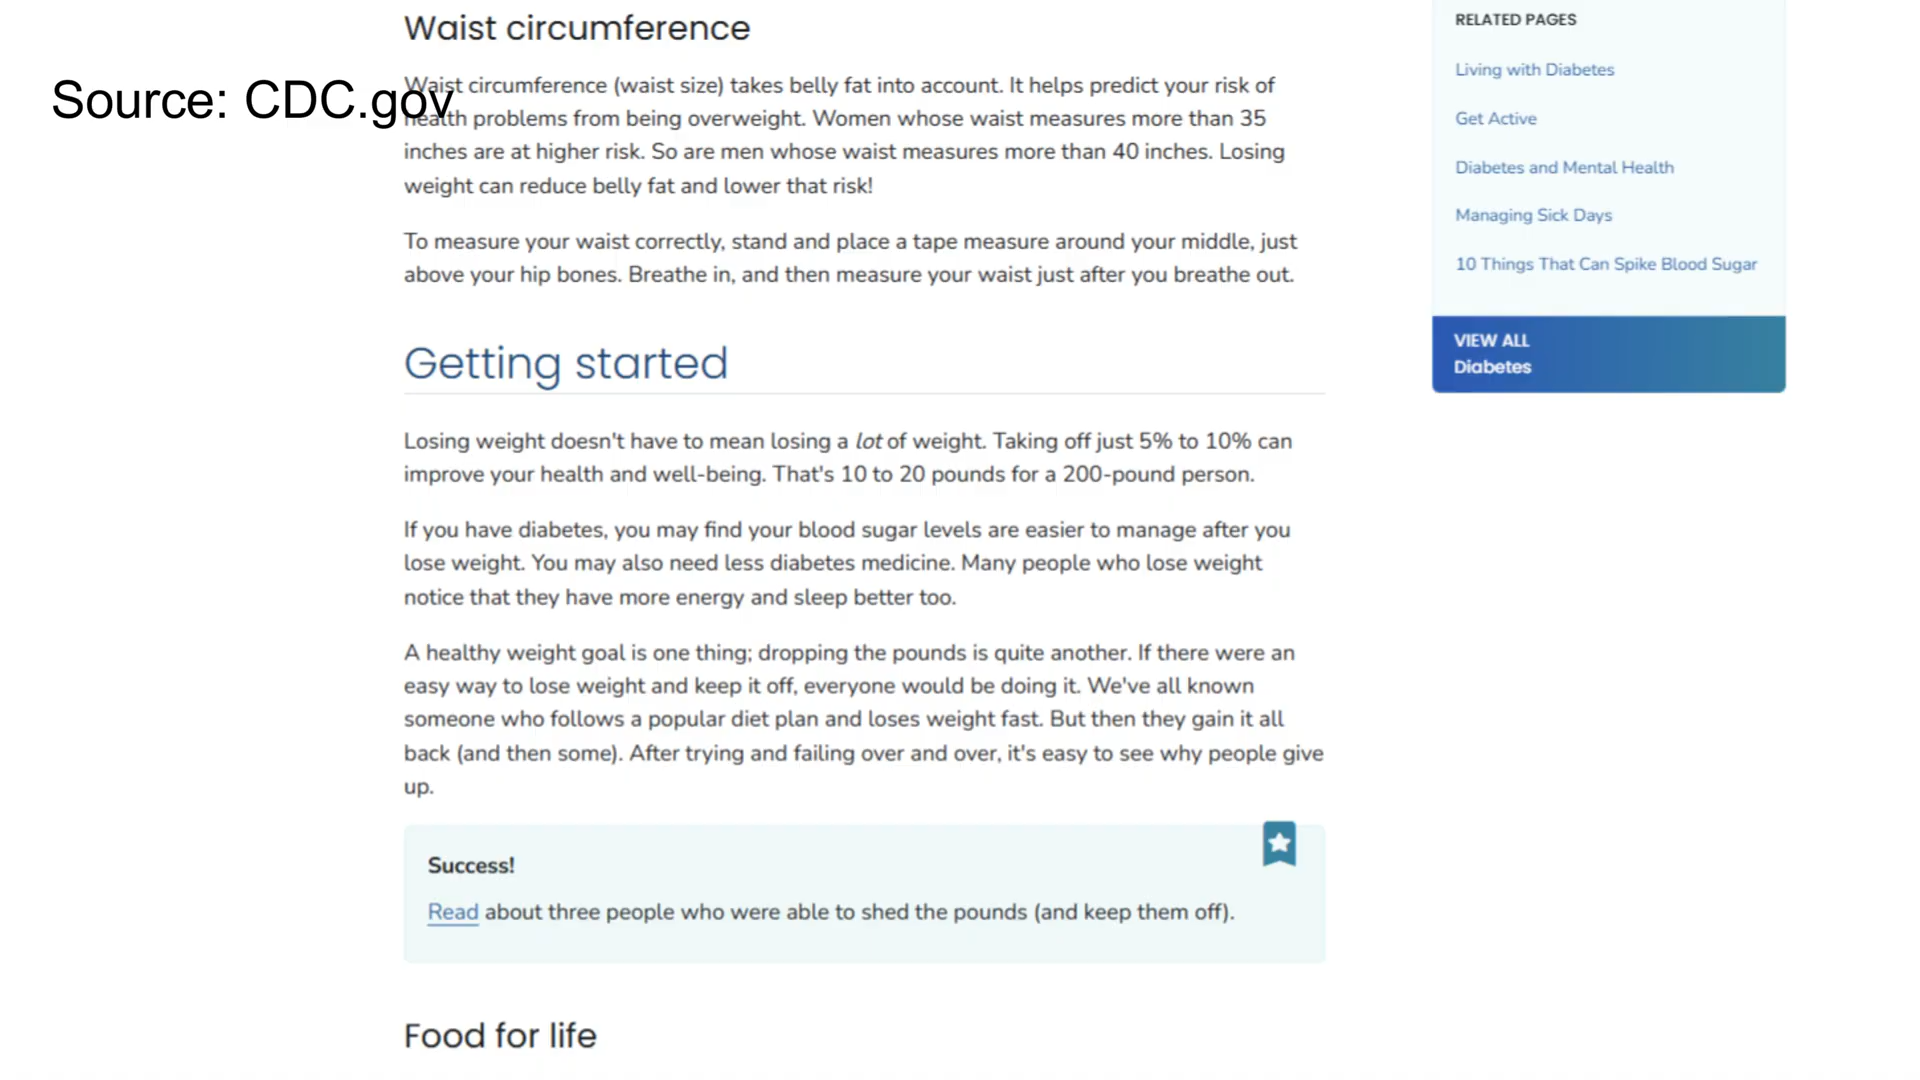 Waist circumference
Source: CDC.gov
Waist circumference (waist size) takes belly fat into account. It helps predict your risk of
health problems from being overweight. Women whose waist measures more than 35
inches are at higher risk. So are men whose waist measures more than 40 inches. Losing
weight can reduce belly fat and lower that risk!
To measure your waist correctly, stand and place a tape measure around your middle, just
above your hip bones. Breathe in, and then measure your waist just after you breathe out.
Getting started
Losing weight doesn't have to mean losing a lot of weight. Taking off just 5% to 10% can
improve your health and well-being. That's 10 to 20 pounds for a 200-pound person.
If you have diabetes, you may find your blood sugar levels are easier to manage after you
lose weight. You may also need less diabetes medicine. Many people who lose weight
notice that they have more energy and sleep better too.
A healthy weight goal is one thing; dropping the pounds is quite another. If there were an
easy way to lose weight and keep it off, everyone would be doing it. We've all known
someone who follows a popular diet plan and loses weight fast. But then they gain it all
back (and then some). After trying and failing over and over, it's easy to see why people give
up.
Success!
Read about three people who were able to shed the pounds (and keep them off).
Food for life
RELATED PAGES
Living with Diabetes
Get Active
Diabetes and Mental Health
Managing Sick Days
10 Things That Can Spike Blood Sugar
VIEW ALL
Diabetes